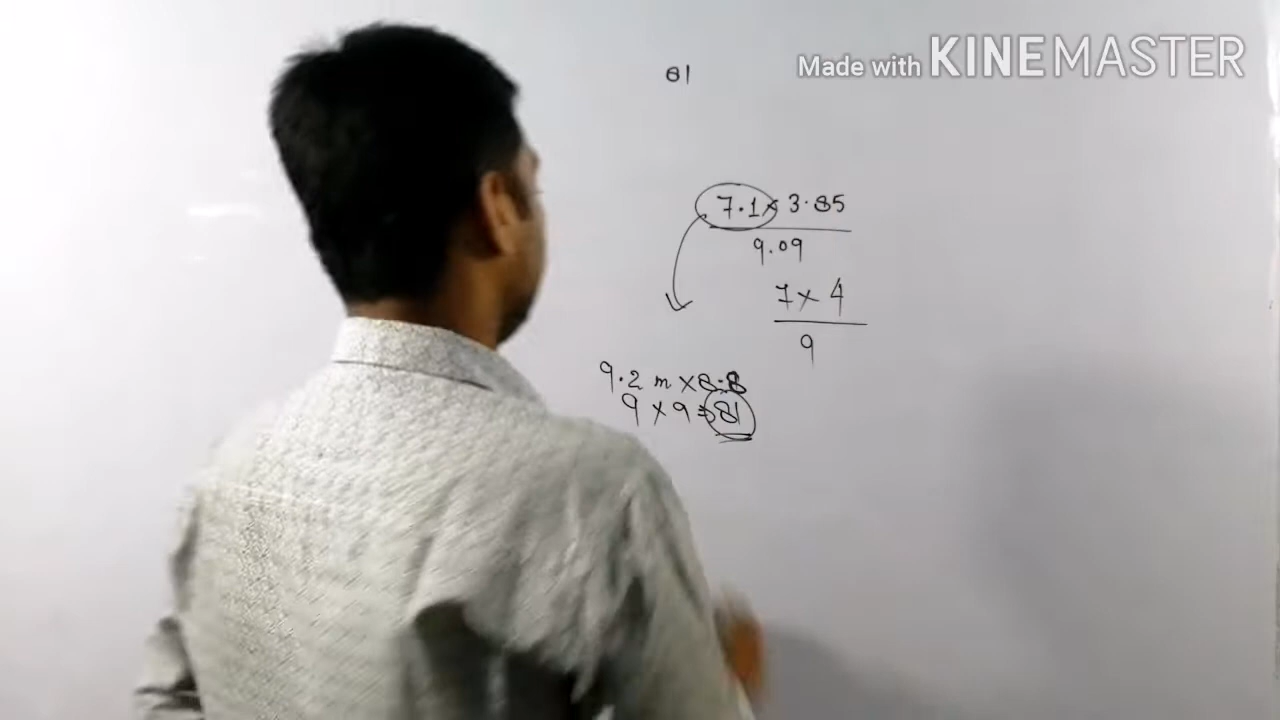 Made with KINEMASTER
81
7.1 × 3.85
9.09
7 × 4
9
9.2 m × 8.8
9 × 9 = 81